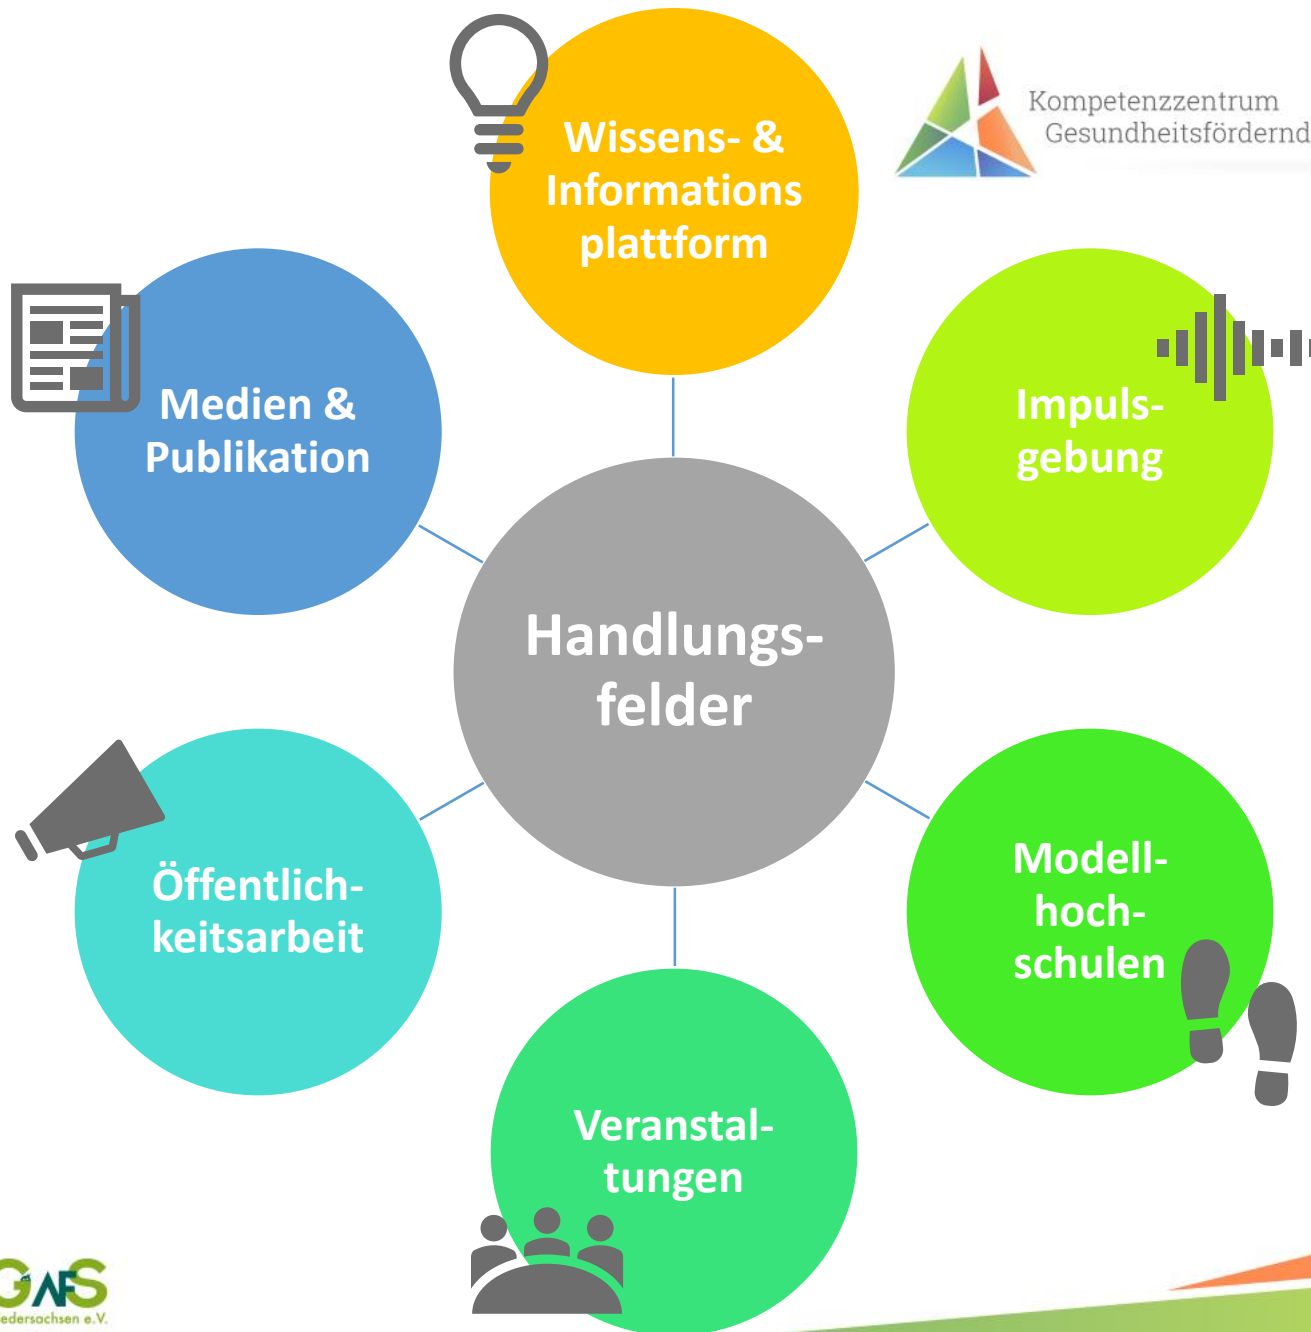 Wissens- &
Informations
plattform
Kompetenzzentrum
Gesundheitsfördernd
Medien &
Publikation
Impuls-
gebung
Handlungs-
felder
Öffentlich-
keitsarbeit
Modell-
hoch-
schulen
Veranstal-
tungen
edersachsen e.V.